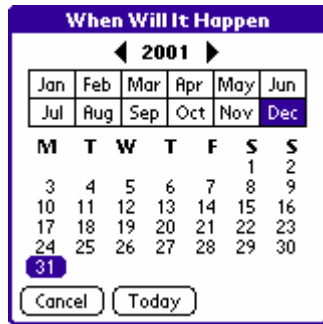 When Will It Happen
2001
Jan Feb Mar Apr May Jun
Jul Aug Sep Oct Nov Dec
M T W T F S S
1 2
3 4 5 6 7 8 9
10 11 12 13 14 15 16
17 18 19 20 21 22 23
24 25 26 27 28 29 30
31
Cancel Today